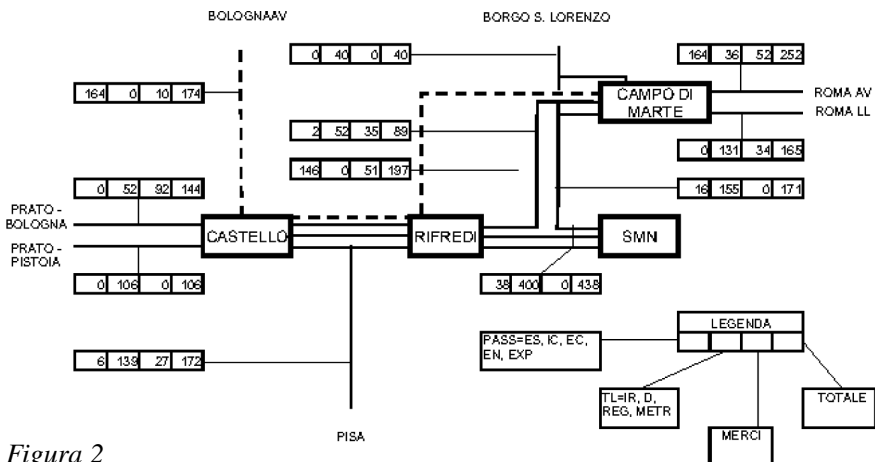 BOLOGNAAV
BORGO S. LORENZO
0 40 0 40
164 36 52 252
164 0 10 174
CAMPO DI
MARTE
ROMA AV
ROMA LL
2 52 35 89
0 131 34 165
146 0 51 197
0 52 92 144
16 155 0 171
PRATO -
BOLOGNA
CASTELLO
RIFREDI
SMN
PRATO -
PISTOIA
0 106 0 106
38 400 0 438
LEGENDA
PASS=ES, IC, EC,
EN, EXP
6 139 27 172
TL=IR, D,
REG, METR
TOTALE
MERCI
PISA
Figura 2